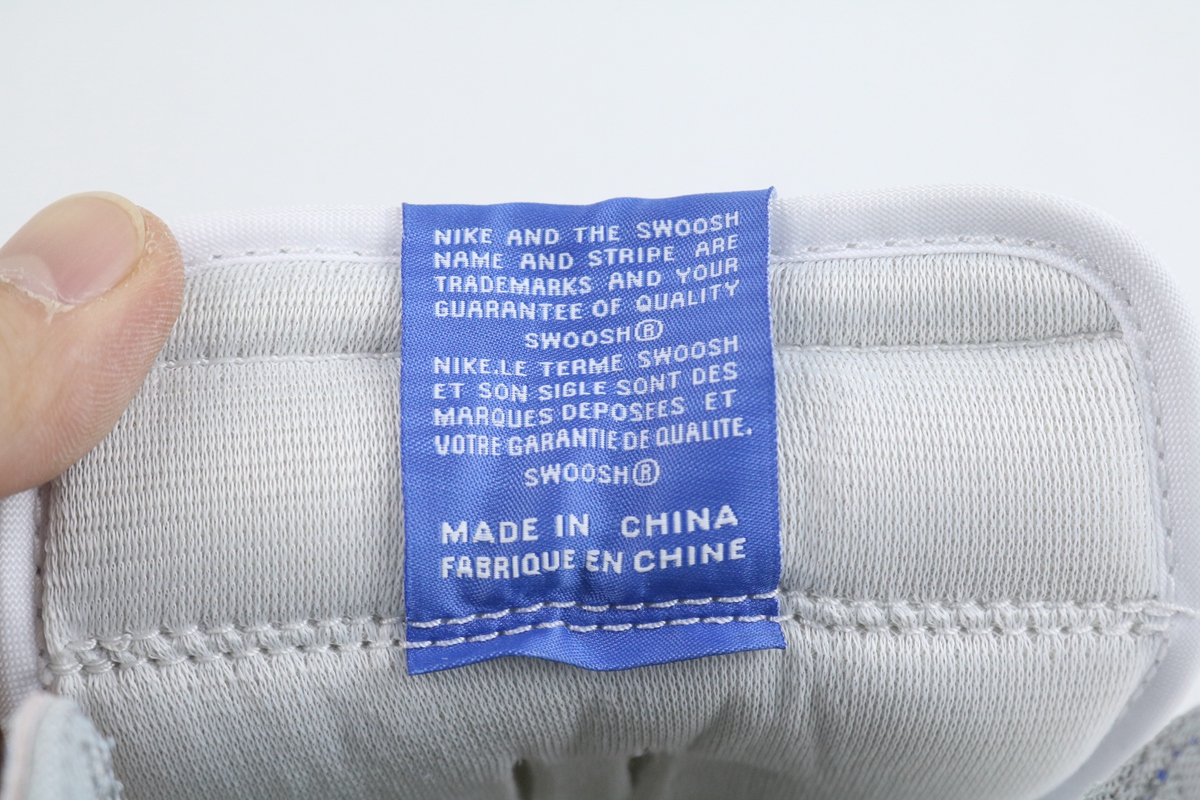 NIKE AND THE SWOOSH
NAME AND STRIPE ARE
TRADEMARKS AND YOUR
GUARANTEE OF QUALITY
SWOOSH®
NIKE.LE TERME SWOOSH
ET SON SIGLE SONT DES
MARQUES DEPOSEES ET
VOTRE GARANTIE DE QUALITE.
SWOOSH®
MADE IN CHINA
FABRIQUE EN CHINE